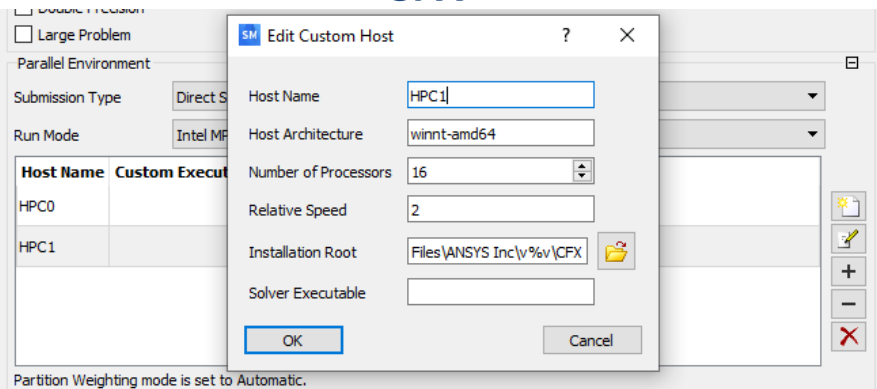 Double Precision
Large Problem
SM Edit Custom Host ? ×
Parallel Environment
Submission Type Direct S
Run Mode Intel MP
Host Name Custom Execut
HPC0
HPC1
Host Name HPC1
Host Architecture winnt-amd64
Number of Processors 16
Relative Speed 2
Installation Root Files\ANSYS Inc\v%v\CFX
Solver Executable
OK Cancel
Partition Weighting mode is set to Automatic.